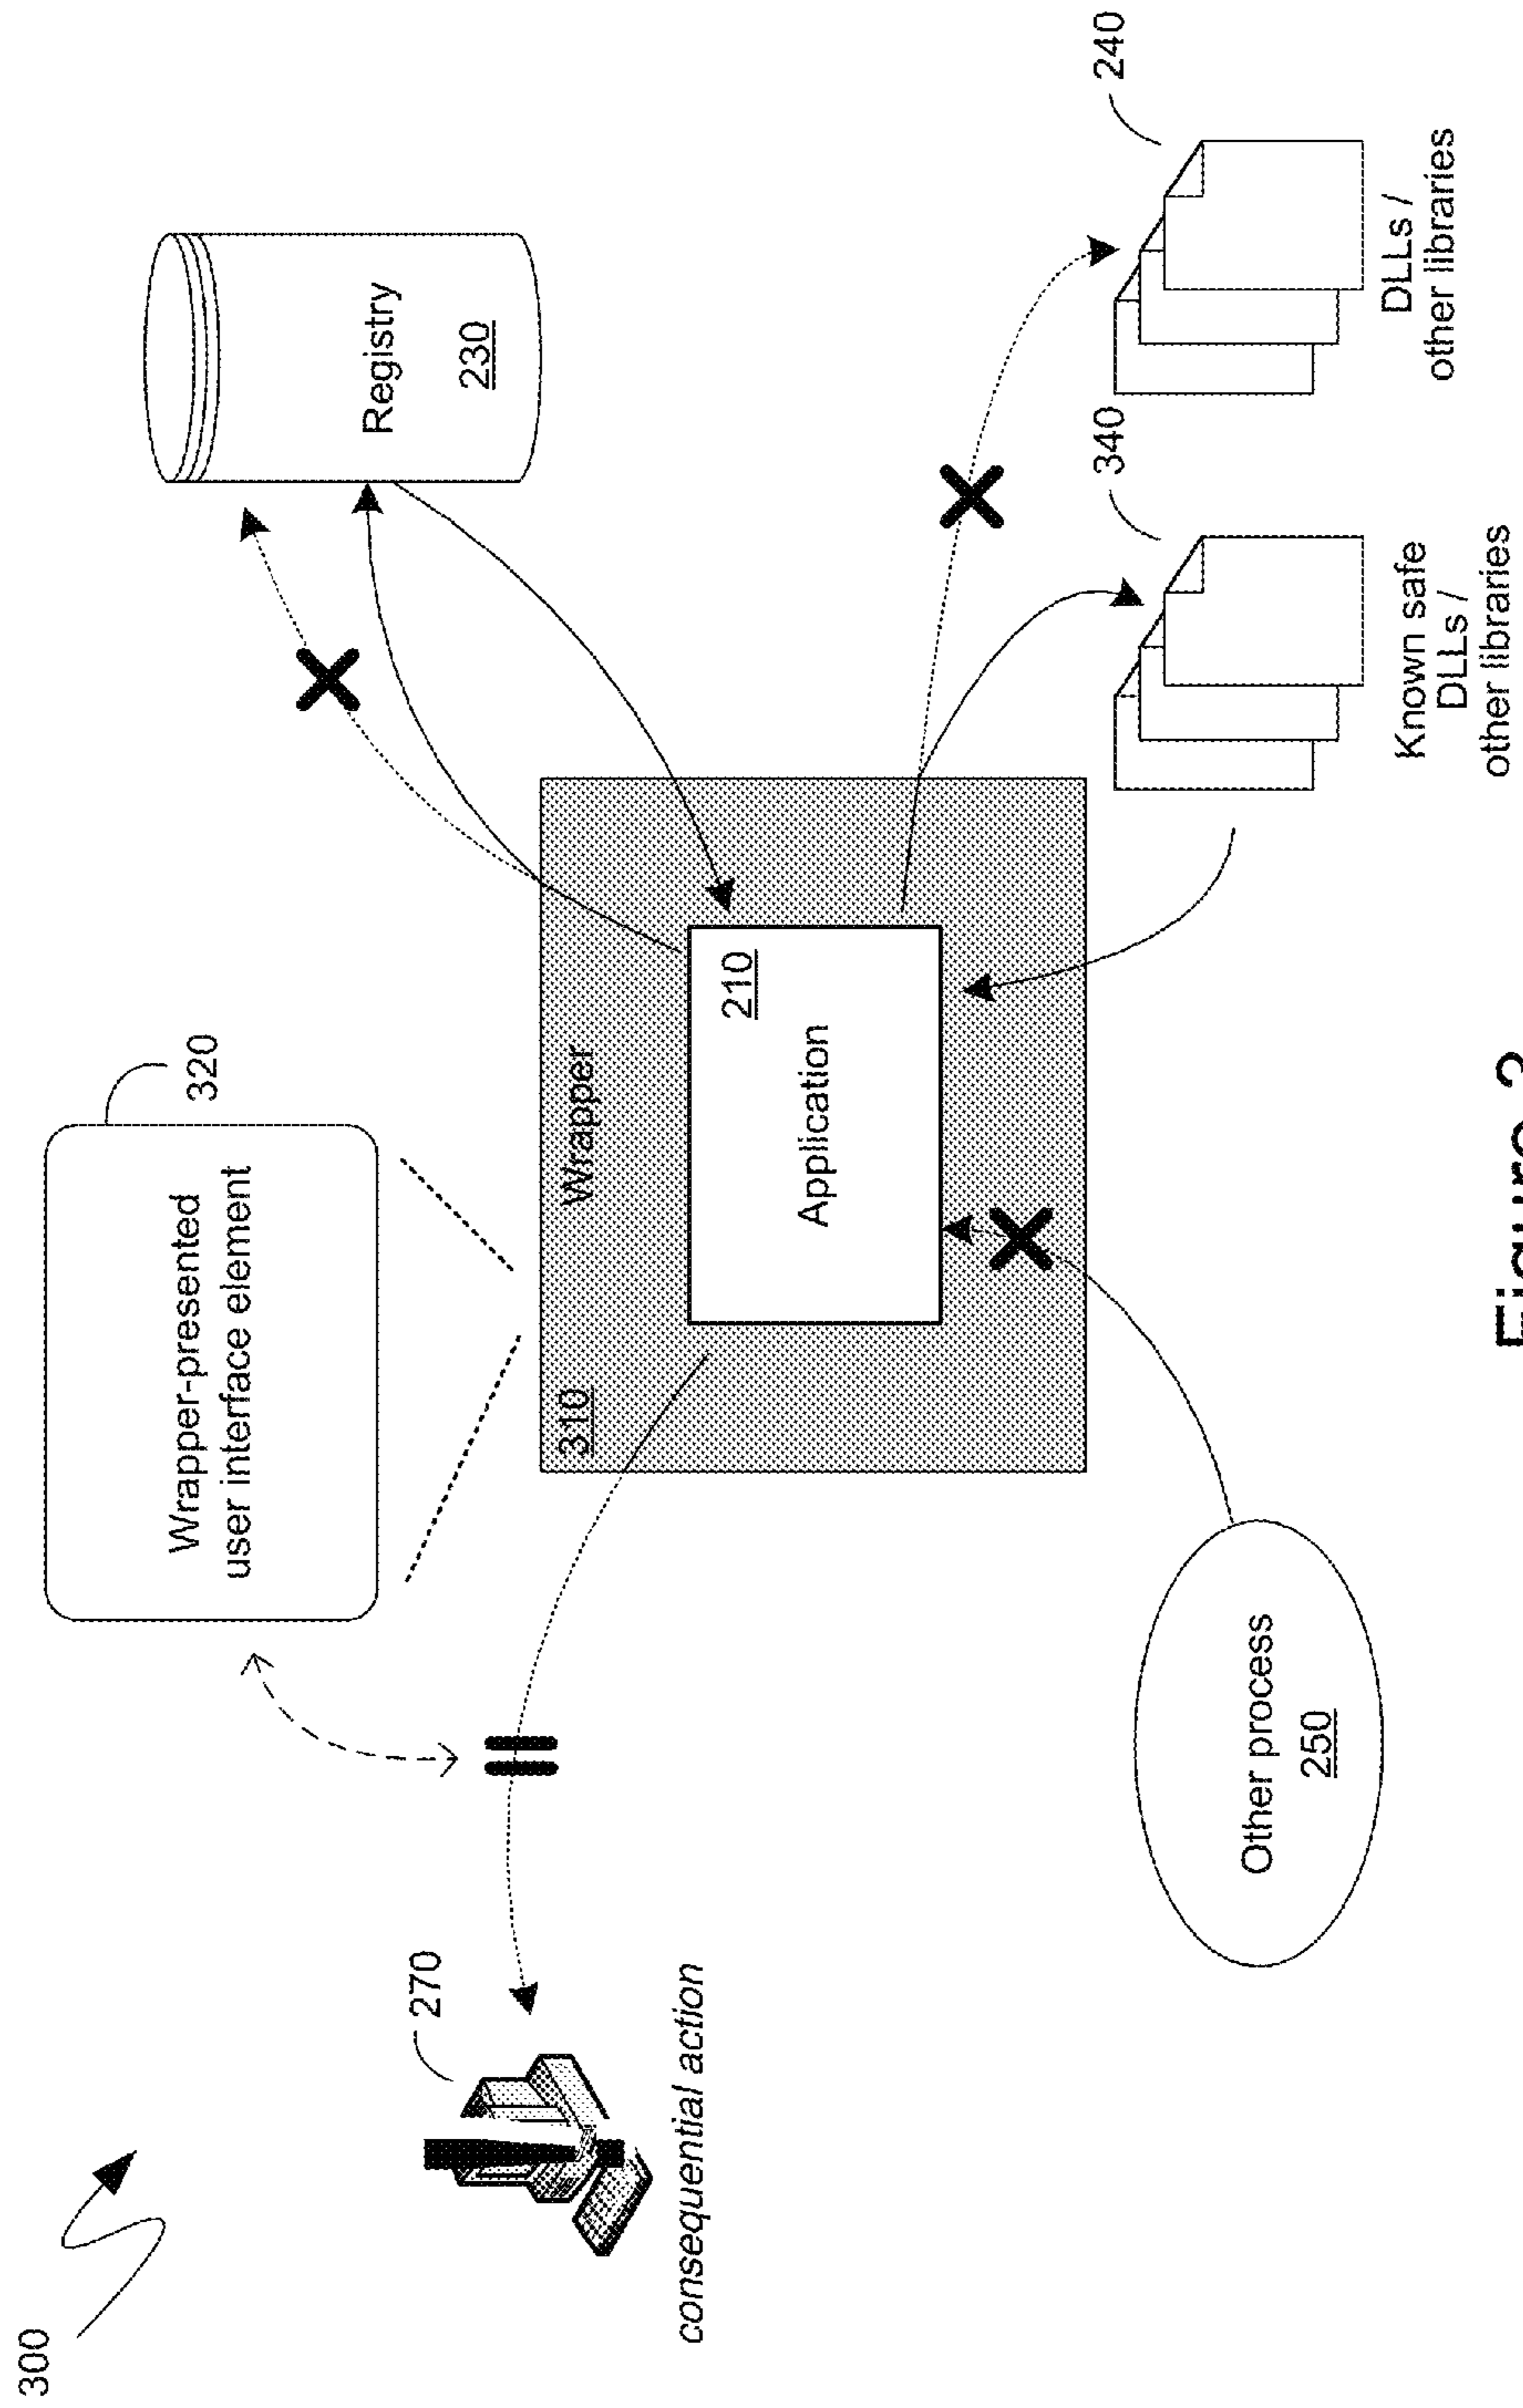 300
Wrapper-presented
user interface element
320
Registry
230
270
consequential action
310
Wrapper
210
Application
Other process
250
340
Known safe
DLLs /
other libraries
240
DLLs /
other libraries
Figure